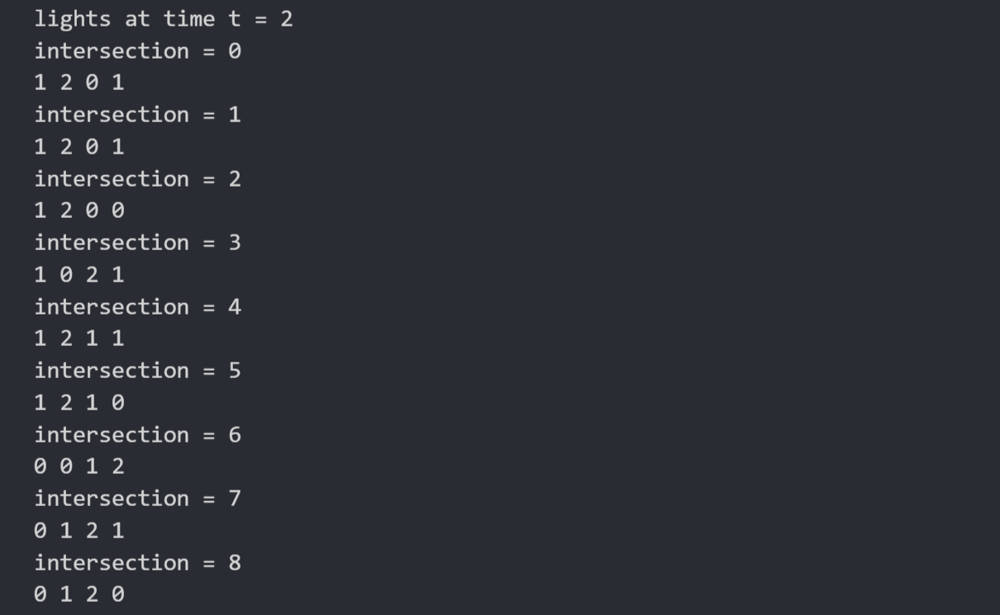 lights at time t = 2
intersection = 0
1 2 0 1
intersection = 1
1 2 0 1
intersection = 2
1 2 0 0
intersection = 3
1 0 2 1
intersection = 4
1 2 1 1
intersection = 5
1 2 1 0
intersection = 6
0 0 1 2
intersection = 7
0 1 2 1
intersection = 8
0 1 2 0